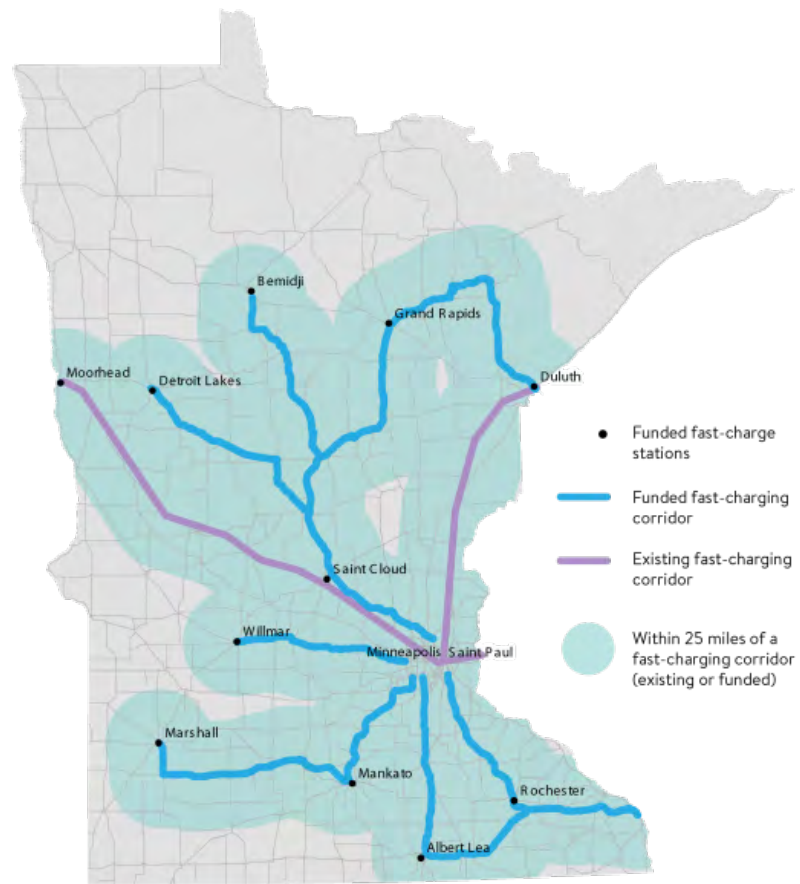 Bemidji
Grand Rapids
Moorhead
Detroit Lakes
Duluth
Funded fast-charge
stations
Funded fast-charging
corridor
Existing fast-charging
corridor
Saint Cloud
Willmar
Minneapolis Saint Paul
Within 25 miles of a
fast-charging corridor
(existing or funded)
Marshall
Mankato
Rochester
Albert Lea